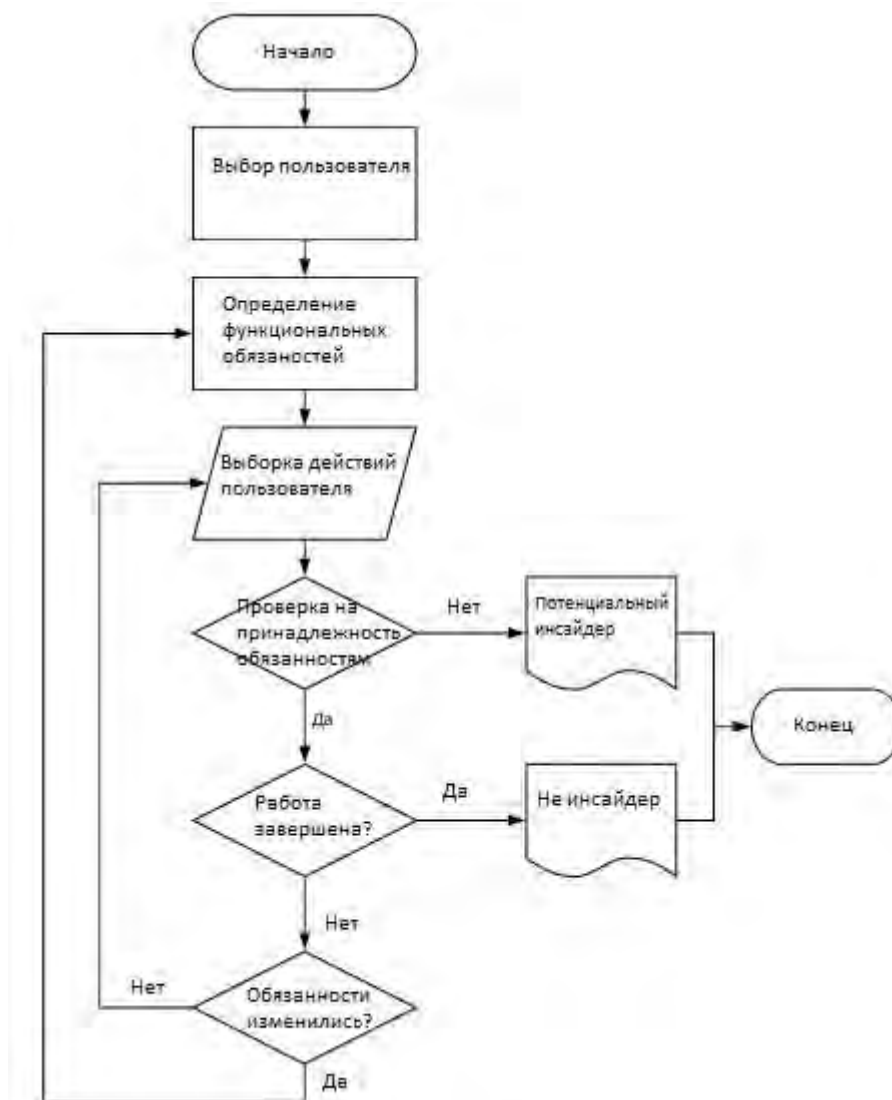 Начало
Выбор пользователя
Определение
функциональных
обязаностей
Выборка действий
пользователя
Проверка на
принадлежность
обязанностям
Нет
Потенциальный
инсайдер
Да
Конец
Работа
завершена?
Да
Не инсайдер
Нет
Обязанности
изменились?
Нет
Да